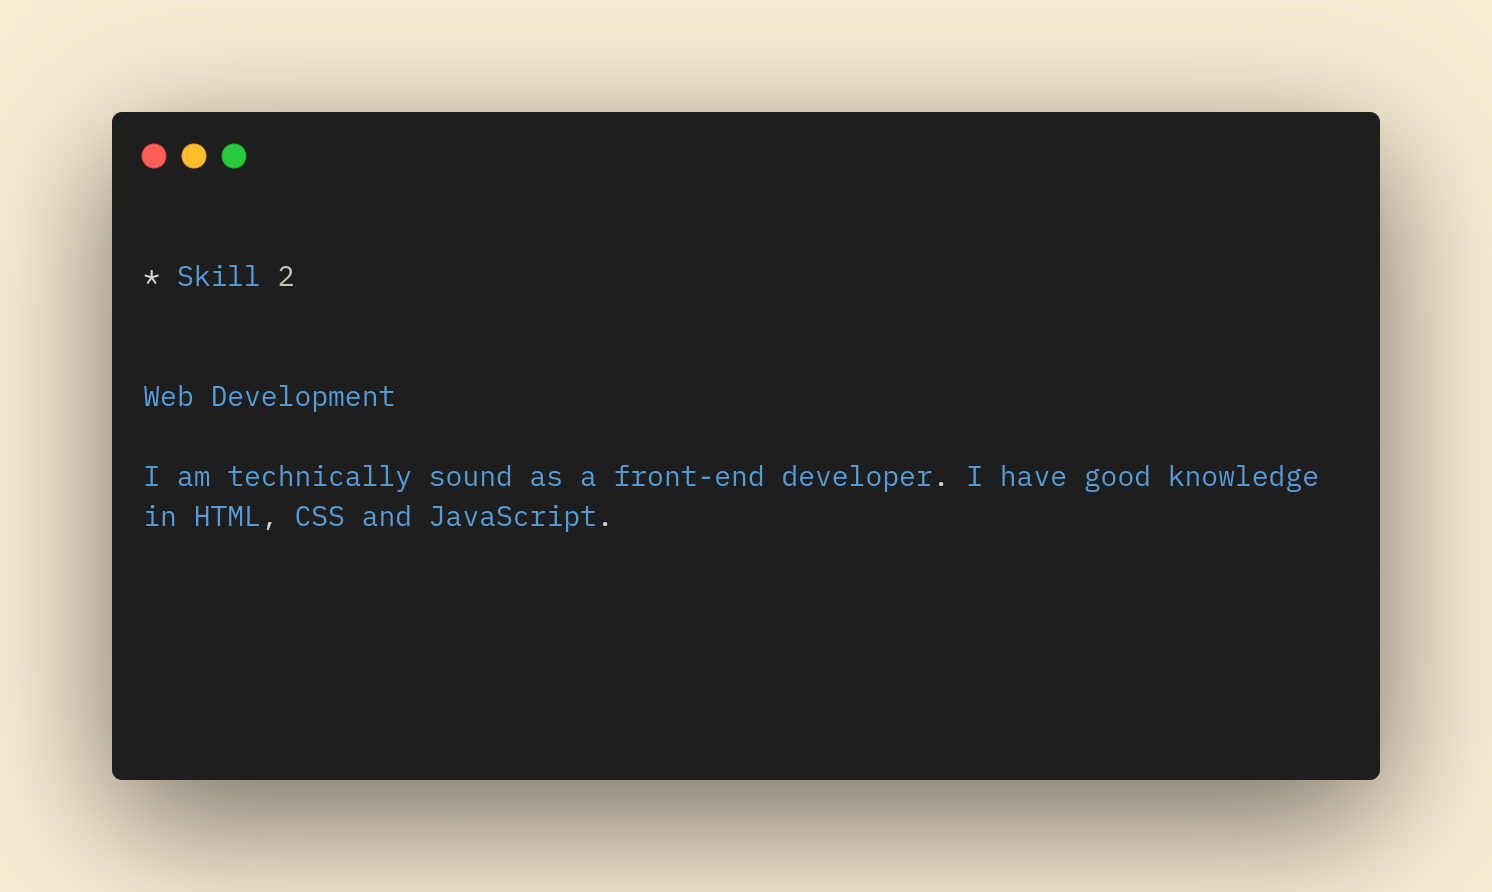 * Skill 2
Web Development
I am technically sound as a front-end developer. I have good knowledge
in HTML, CSS and JavaScript.